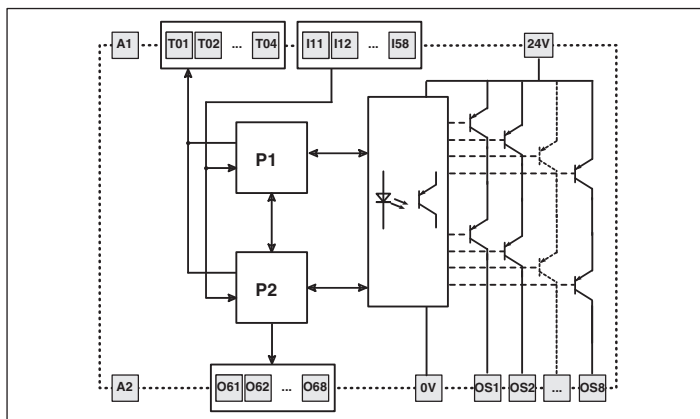 A1 T01 T02 ... T04 I11 I12 ... I58 24V
P1
P2
A2 O61 O62 ... O68 0V OS1 OS2 ... OS8